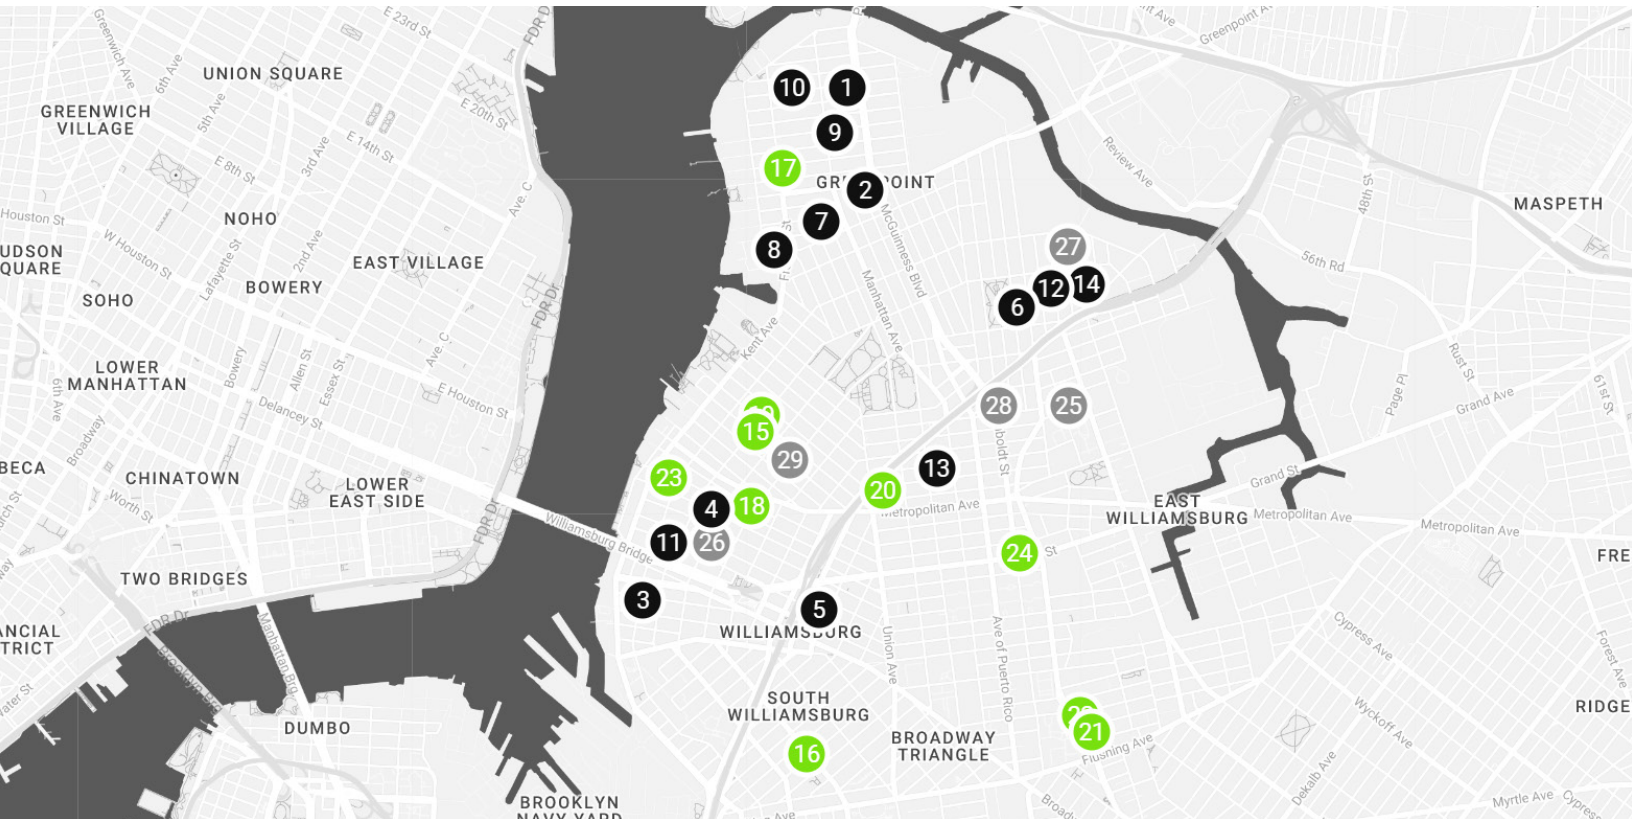 E 23rd St
FDR D
Greenwich Ave
6th Ave
UNION SQUARE
Greenpoint Ave
10
1
GREENWICH
VILLAGE
5th Ave
E 20th St
9
E 14th St
3rd Ave
Review Ave
E 8th St
17
2
48th St
7
Ave. C
MASPETH
Houston St
NOHO
McGuinness Blvd
W Houston St
2nd Ave
Lafayette St
EAST VILLAGE
8
27
56th Rd
UDSON
QUARE
BOWERY
SOHO
12
14
6
FDR Dr
Manhattan Ave
Kent Ave
Ave. C
LOWER
MANHATTAN
Bowery
Allen St
Essex St
6th Ave
E Houston St
Rust St
Page Pl
61st St
Grand Ave
28
25
Delancey St
Broadway
15
29
BECA
CHINATOWN
LOWER
EAST SIDE
23
13
20
Grand St
Worth St
4
18
Metropolitan Ave
EAST
WILLIAMSBURG
Metropolitan Ave
Metropolitan Ave
FDR Dr
Williamsburg Bridge
11
26
24
St
FRE
TWO BRIDGES
3
5
FDR Dr
Manhattan Brg
WILLIAMSBURG
ANCIAL
TRICT
Union Ave
Ave of Puerto Rico
Cypress Ave
Forest Ave
SOUTH
WILLIAMSBURG
RIDGE
Wyckoff Ave
21
DUMBO
BROADWAY
TRIANGLE
Flushing Ave
16
Dekalb Ave
BROOKLYN
NAVY YARD
Myrtle Ave